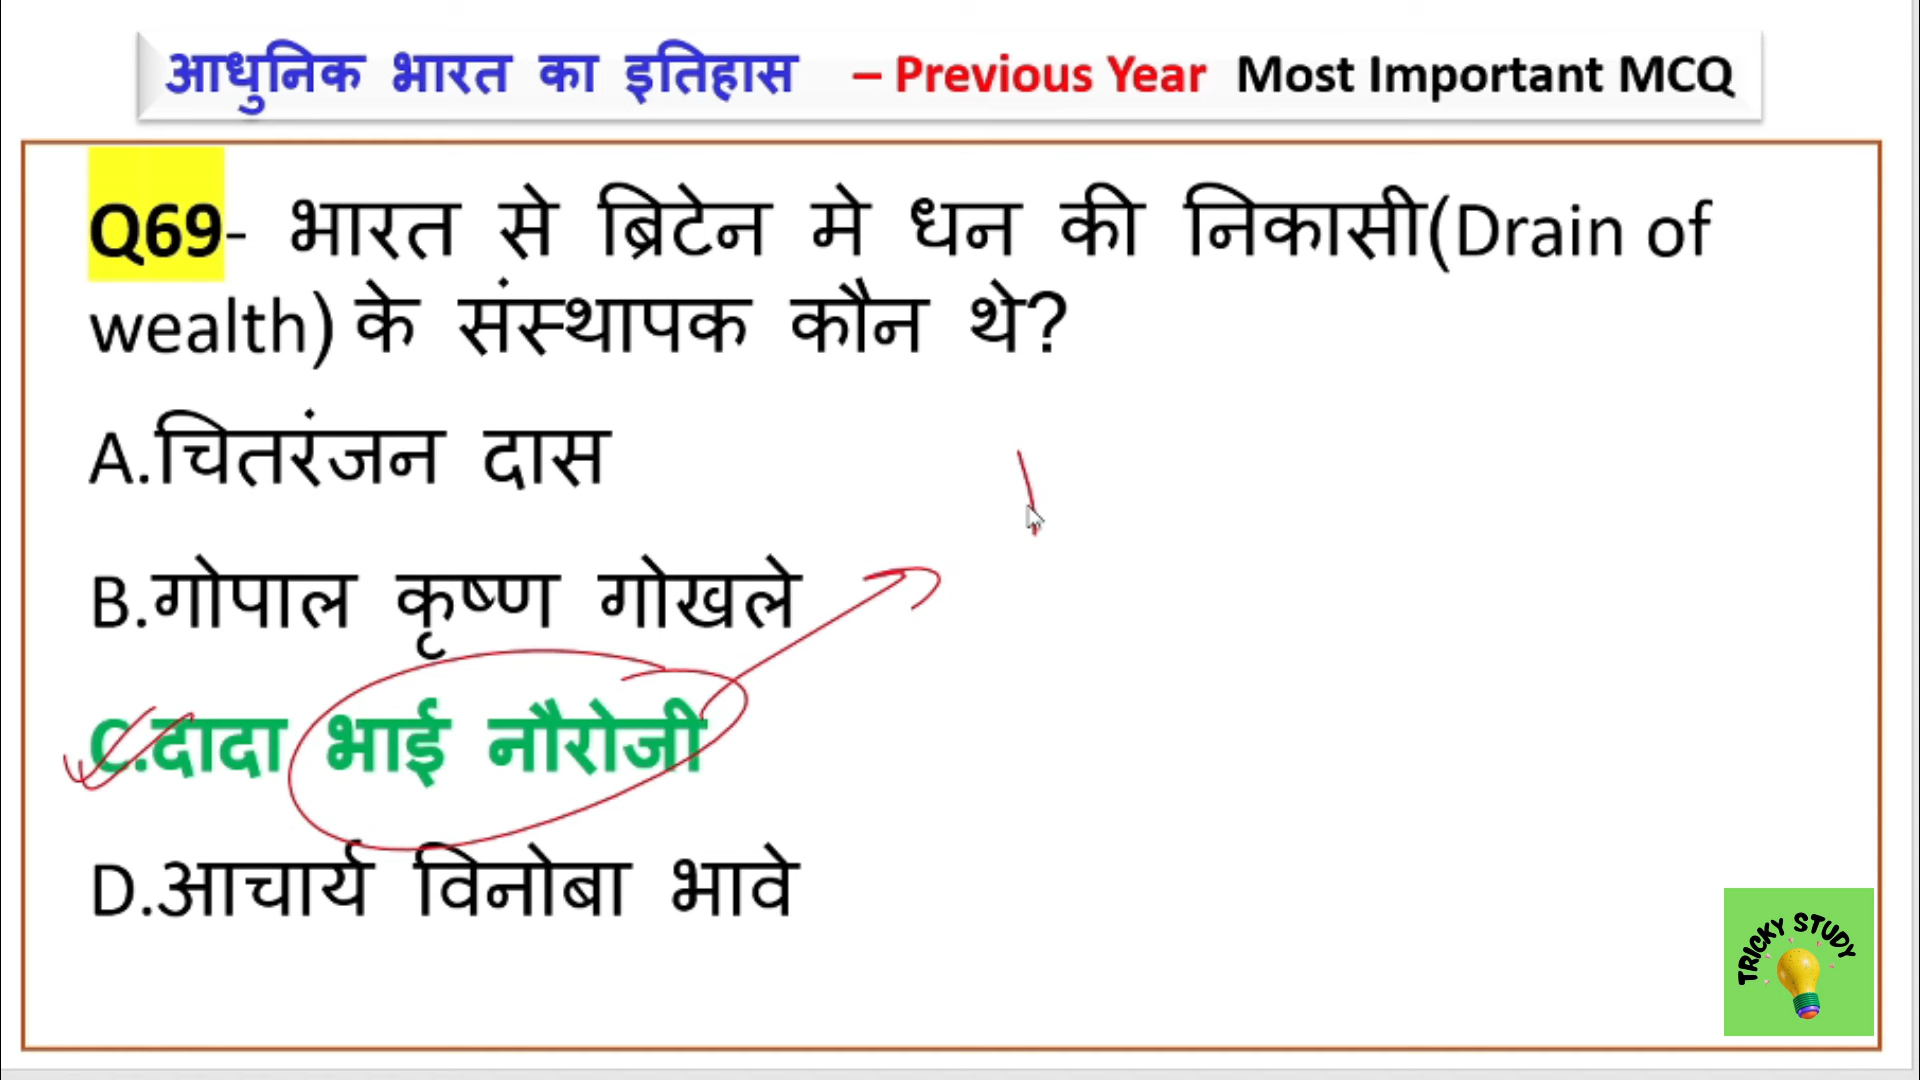 आधुनिक भारत का इतिहास – Previous Year Most Important MCQ
Q69- भारत से ब्रिटेन मे धन की निकासी(Drain of
wealth) के संस्थापक कौन थे?
A.चितरंजन दास
B.गोपाल कृष्ण गोखले
C.दादा भाई नौरोजी
D.आचार्य विनोबा भावे
TRICKY STUDY